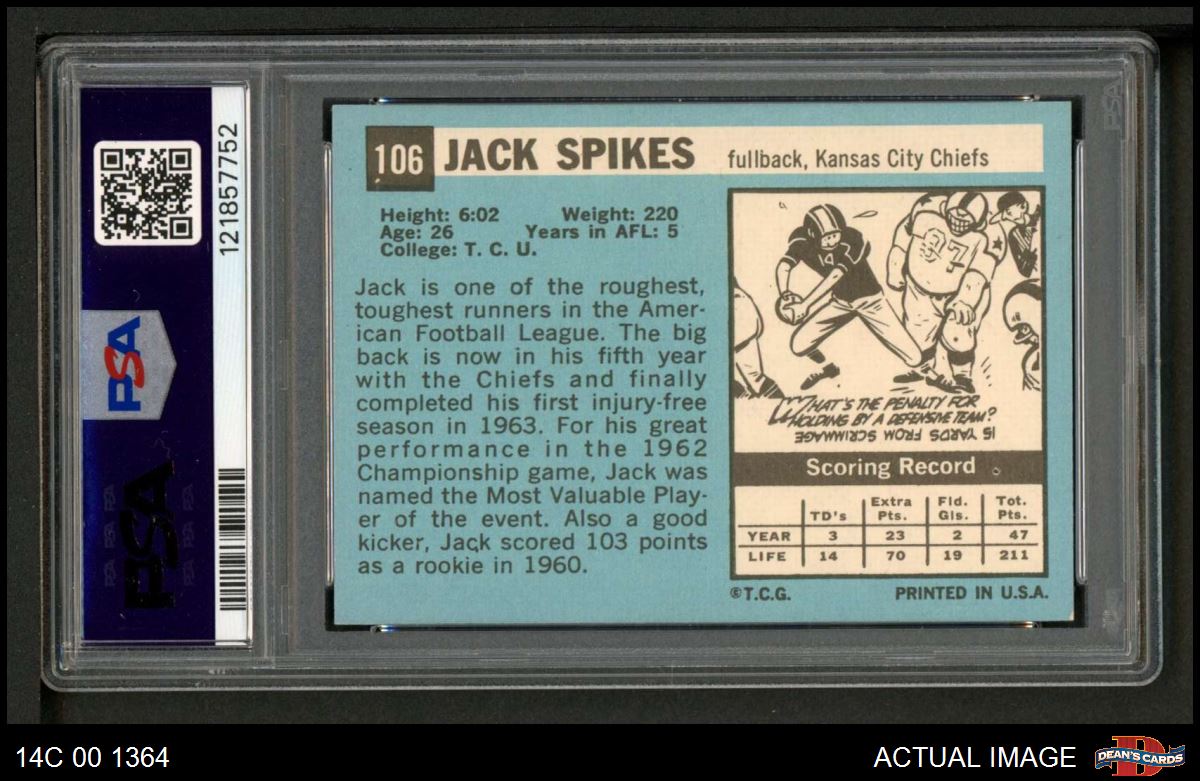 121857752
PSA
PSA
106 JACK SPIKES fullback, Kansas City Chiefs
Height: 6:02 Weight: 220
Age: 26 Years in AFL: 5
College: T. C. U.
Jack is one of the roughest,
toughest runners in the Amer-
ican Football League. The big
back is now in his fifth year
with the Chiefs and finally
completed his first injury-free
season in 1963. For his great
performance in the 1962
Championship game, Jack was
named the Most Valuable Play-
er of the event. Also a good
kicker, Jack scored 103 points
as a rookie in 1960.
14
87
WHAT'S THE PENALTY FOR
HOLDING BY A DEFENSIVE TEAM?
15 YARDS FROM SCRIMMAGE
Scoring Record
TD's Extra Pts. Fld. Gls. Tot. Pts.
YEAR 3 23 2 47
LIFE 14 70 19 211
©T.C.G. PRINTED IN U.S.A.
14C 00 1364
ACTUAL IMAGE
DEAN'S CARDS